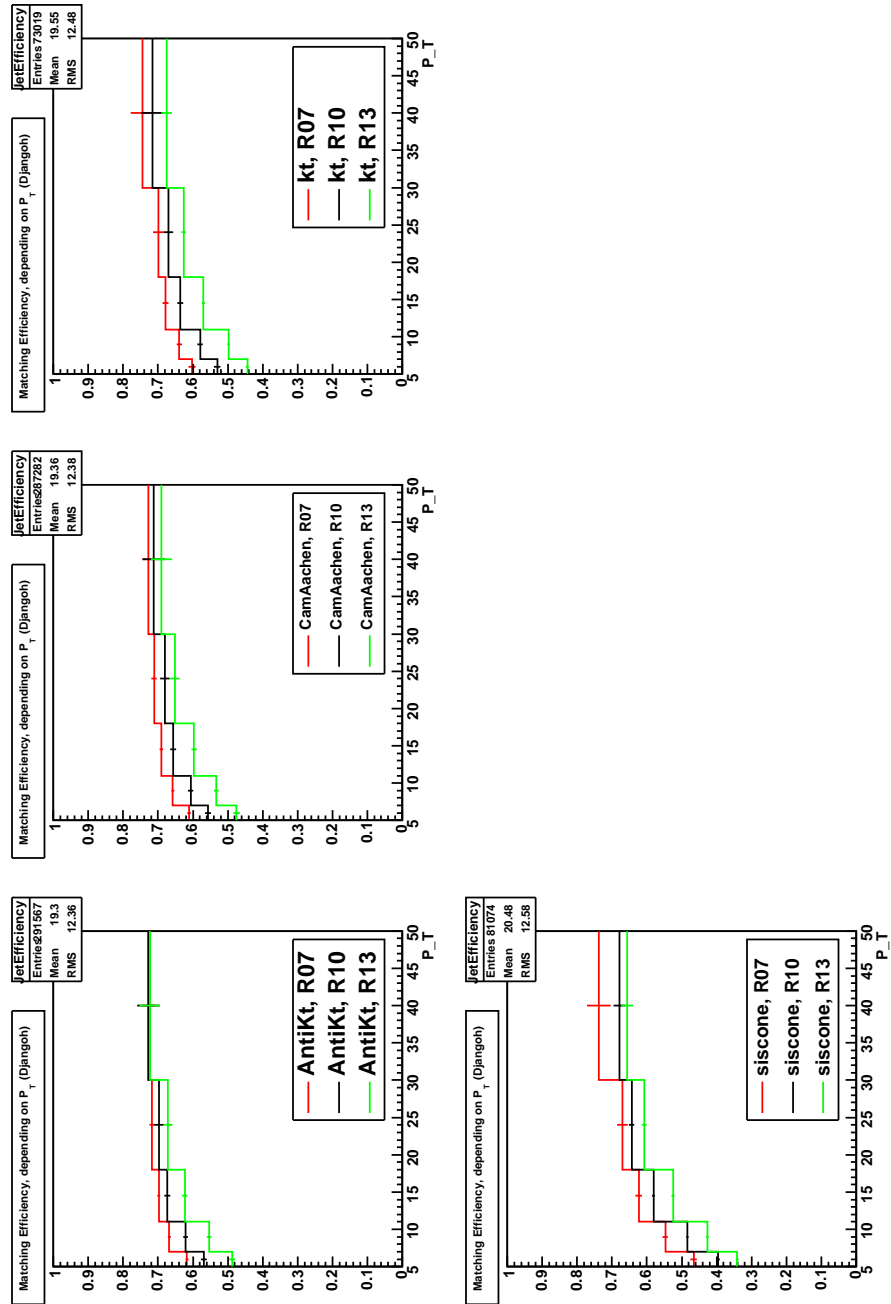 Matching Efficiency, depending on P_T (Djangoh)
JetEfficiency
Entries 291567
Mean 19.3
RMS 12.36
1
0.9
0.8
0.7
0.6
0.5
0.4
0.3
0.2
0.1
0
AntiKt, R07
AntiKt, R10
AntiKt, R13
5 10 15 20 25 30 35 40 45 50
P_T
Matching Efficiency, depending on P_T (Djangoh)
JetEfficiency
Entries 287282
Mean 19.36
RMS 12.38
1
0.9
0.8
0.7
0.6
0.5
0.4
0.3
0.2
0.1
0
CamAachen, R07
CamAachen, R10
CamAachen, R13
5 10 15 20 25 30 35 40 45 50
P_T
Matching Efficiency, depending on P_T (Djangoh)
JetEfficiency
Entries 73019
Mean 19.55
RMS 12.48
1
0.9
0.8
0.7
0.6
0.5
0.4
0.3
0.2
0.1
0
kt, R07
kt, R10
kt, R13
5 10 15 20 25 30 35 40 45 50
P_T
Matching Efficiency, depending on P_T (Djangoh)
JetEfficiency
Entries 81074
Mean 20.48
RMS 12.58
1
0.9
0.8
0.7
0.6
0.5
0.4
0.3
0.2
0.1
0
siscone, R07
siscone, R10
siscone, R13
5 10 15 20 25 30 35 40 45 50
P_T